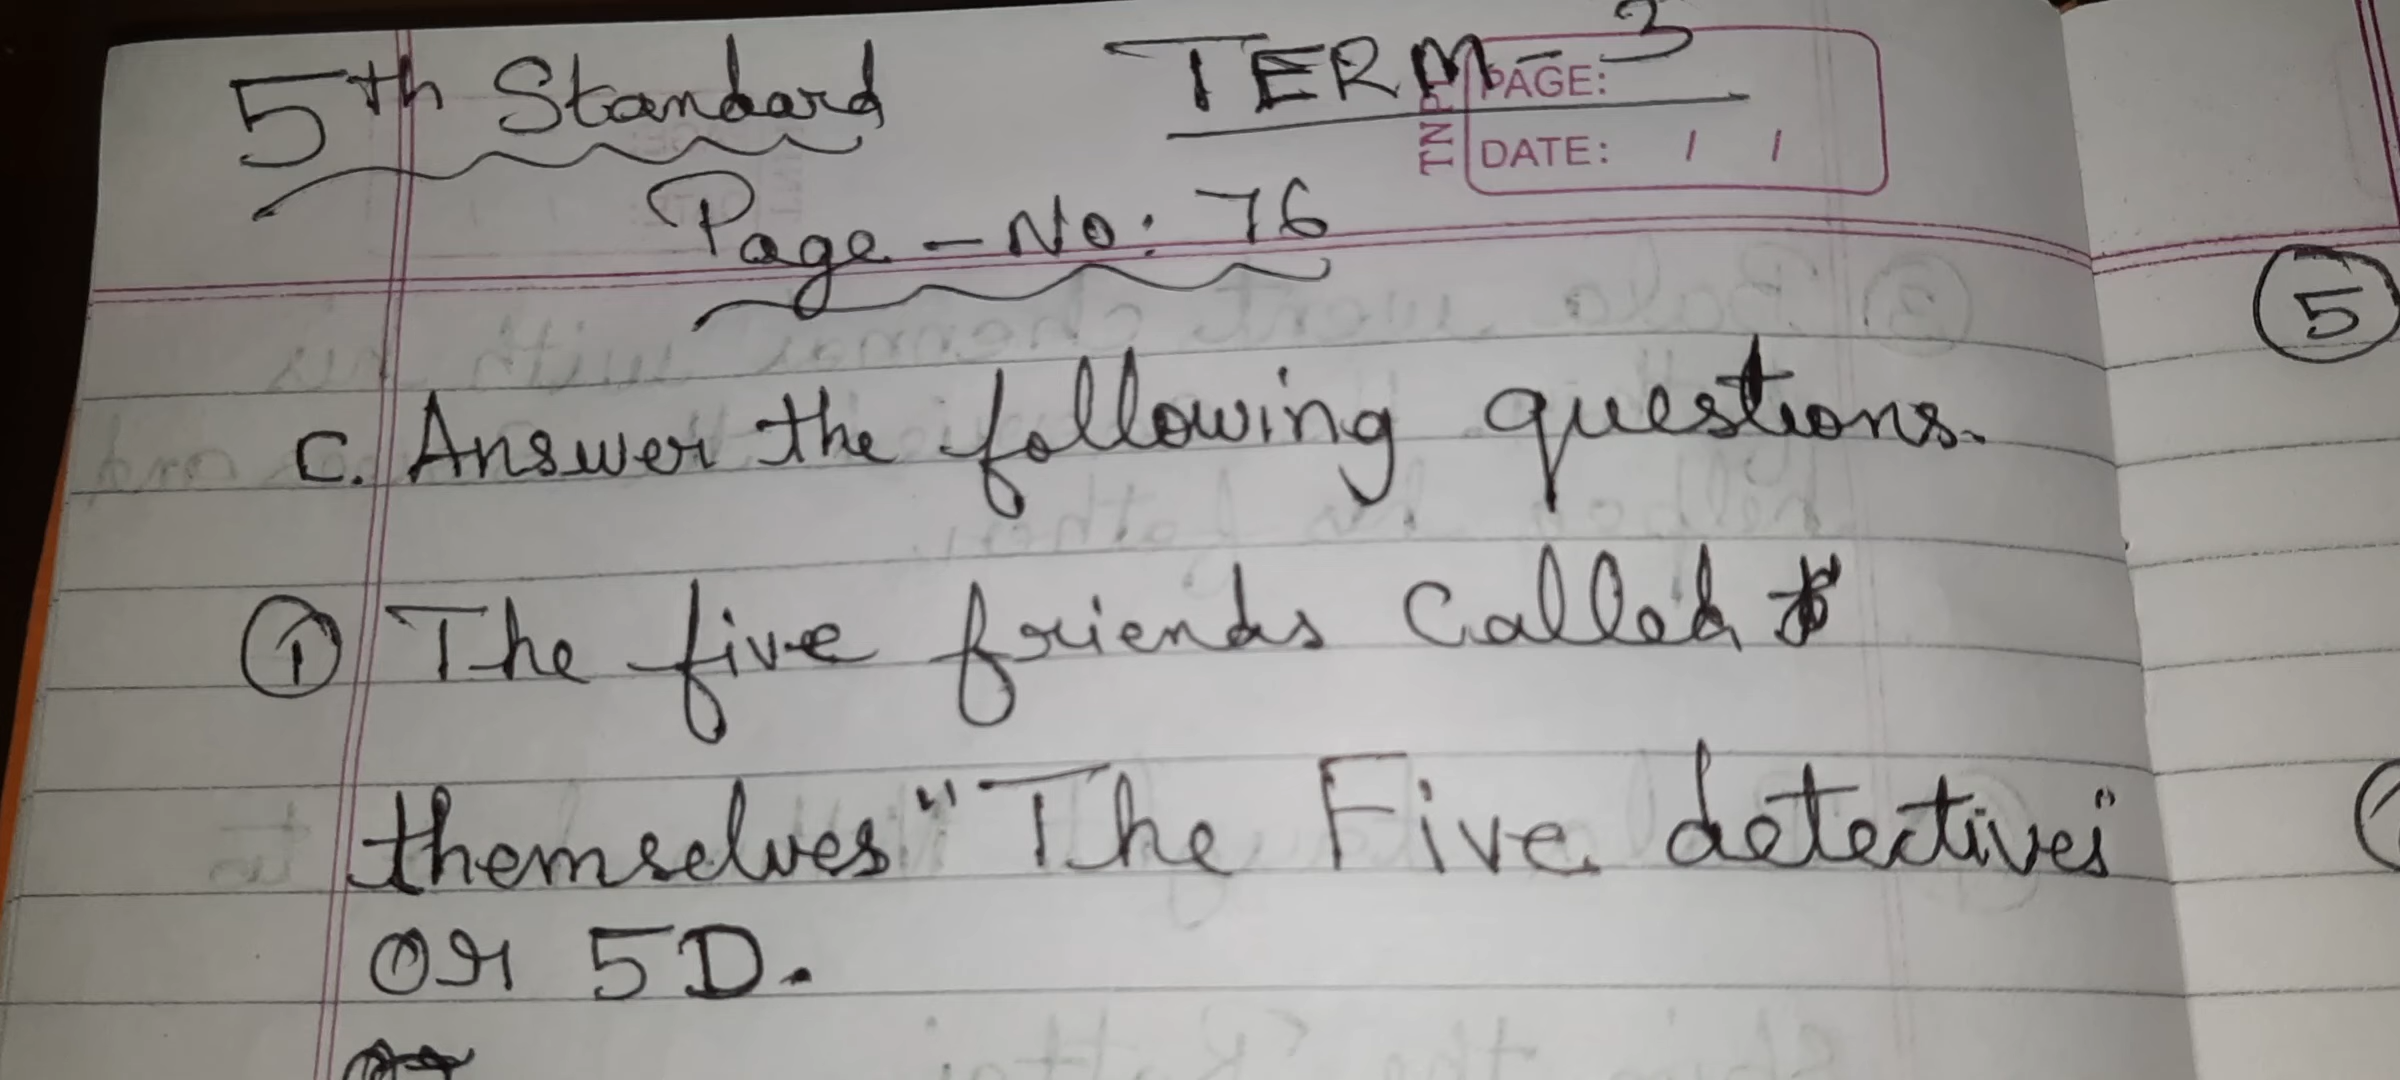 5th Standard TERM-3
TNPL PAGE:
DATE: / /
Page-No: 76
C. Answer the following questions.
5
① The five friends called
themselves "The Five detectives"
or 5D.